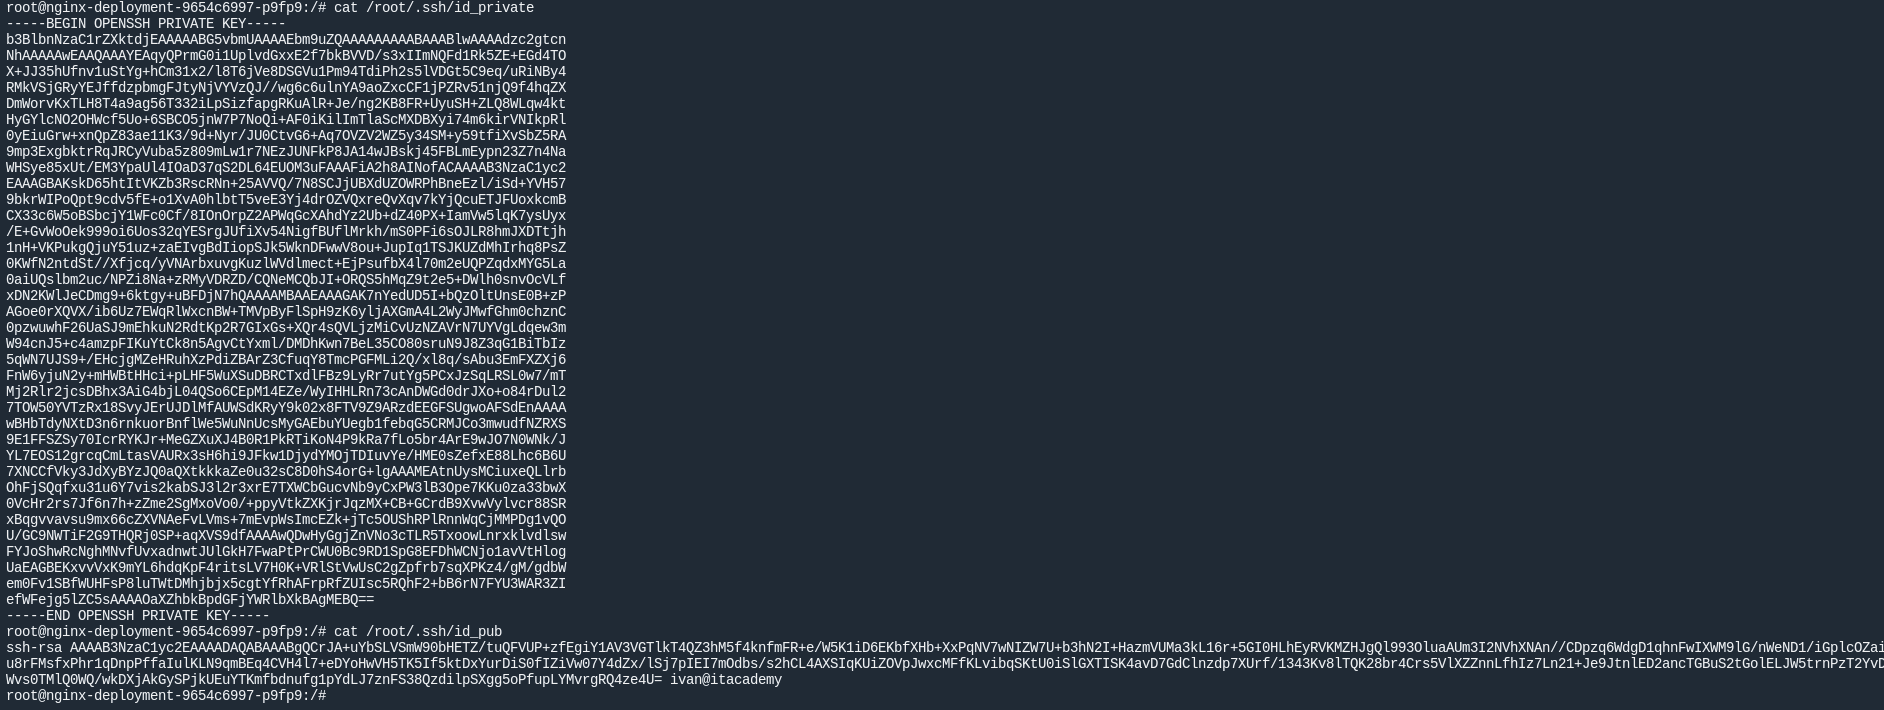 root@nginx-deployment-9654c6997-p9fp9:/# cat /root/.ssh/id_private
-----BEGIN OPENSSH PRIVATE KEY-----
b3BlbnNzaC1rZXktdjEAAAAABG5vbmUAAAAEbm9uZQAAAAAAAAABAAABlwAAAAdzc2gtcn
NhAAAAAwEAAQAAAYEAqyQPrmG0i1UplvdGxxE2f7bkBVVD/s3xIImNQFd1Rk5ZE+EGd4TO
X+JJ35hUfnv1uStYg+hCm31x2/l8T6jVe8DSGVu1Pm94TdiPh2s5lVDGt5C9eq/uRiNBy4
RMkVSjGRyYEJffdzpbmgFJtyNjVYVzQJ//wg6c6ulnYA9aoZxcCF1jPZRv51njQ9f4hqZX
DmWorvKxTLH8T4a9ag56T332iLpSizfapgRKuAlR+Je/ng2KB8FR+UyuSH+ZLQ8WLqw4kt
HyGYlcNO2OHWcf5Uo+6SBCO5jnW7P7NoQi+AF0iKilImTlaScMXDBXyi74m6kirVNIkpRl
0yEiuGrw+xnQpZ83ae11K3/9d+Nyr/JU0CtvG6+Aq7OVZV2WZ5y34SM+y59tfiXvSbZ5RA
9mp3ExgbktrRqJRCyVuba5z809mLw1r7NEzJUNFkP8JA14wJBskj45FBLmEypn23Z7n4Na
WHSye85xUt/EM3YpaUl4IOaD37qS2DL64EUOM3uFAAAFiA2h8AINofACAAAAB3NzaC1yc2
EAAAGBAKskD65htItVKZb3RscRNn+25AVVQ/7N8SCJjUBXdUZOWRPhBneEzl/iSd+YVH57
9bkrWIPoQpt9cdv5fE+o1XvA0hlbtT5veE3Yj4drOZVQxreQvXqv7kYjQcuETJFUoxkcmB
CX33c6W5oBSbcjY1WFc0Cf/8IOnOrpZ2APWqGcXAhdYz2Ub+dZ40PX+IamVw5lqK7ysUyx
/E+GvWoOek999oi6Uos32qYESrgJUfiXv54NigfBUflMrkh/mS0PFi6sOJLR8hmJXDTtjh
1nH+VKPukgQjuY51uz+zaEIvgBdIiopSJk5WknDFwwV8ou+JupIq1TSJKUZdMhIrhq8PsZ
0KWfN2ntdSt//Xfjcq/yVNArbxuvgKuzlWVdlmect+EjPsufbX4l70m2eUQPZqdxMYG5La
0aiUQslbm2uc/NPZi8Na+zRMyVDRZD/CQNeMCQbJI+ORQS5hMqZ9t2e5+DWlh0snvOcVLf
xDN2KWlJeCDmg9+6ktgy+uBFDjN7hQAAAAMBAAEAAAGAK7nYedUD5I+bQzOltUnsE0B+zP
AGoe0rXQVX/ib6Uz7EWqRlWxcnBW+TMVpByFlSpH9zK6yljAXGmA4L2WyJMwfGhm0chznC
0pzwuwhF26UaSJ9mEhkuN2RdtKp2R7GIxGs+XQr4sQVLjzMiCvUzNZAVrN7UYVgLdqew3m
W94cnJ5+c4amzpFIKuYtCk8n5AgvCtYxml/DMDhKwn7BeL35CO80sruN9J8Z3qG1BiTbIz
5qWN7UJS9+/EHcjgMZeHRuhXzPdiZBArZ3CfuqY8TmcPGFMLi2Q/xl8q/sAbu3EmFXZXj6
FnW6yjuN2y+mHWBtHHci+pLHF5WuXSuDBRCTxdlFBz9LyRr7utYg5PCxJzSqLRSL0w7/mT
Mj2Rlr2jcsDBhx3AiG4bjL04QSo6CEpM14EZe/WyIHHLRn73cAnDWGd0drJXo+o84rDul2
7TOW50YVTzRx18SvyJErUJDlMfAUWSdKRyY9k02x8FTV9Z9ARzdEEGFSUgwoAFSdEnAAAA
wBHbTdyNXtD3n6rnkuorBnflWe5WuNnUcsMyGAEbuYUegb1febqG5CRMJCo3mwudfNZRXS
9E1FFSZSy70IcrRYKJr+MeGZXuXJ4B0R1PkRTiKoN4P9kRa7fLo5br4ArE9wJO7N0WNk/J
YL7EOS12grcqCmLtasVAURx3sH6hi9JFkw1DjydYMOjTDIuvYe/HME0sZefxE88Lhc6B6U
7XNCCfVky3JdXyBYzJQ0aQXtkkkaZe0u32sC8D0hS4orG+lgAAAMEAtnUysMCiuxeQLlrb
OhFjSQqfxu31u6Y7vis2kabSJ3l2r3xrE7TXWCbGucvNb9yCxPW3lB3Ope7KKu0za33bwX
0VcHr2rs7Jf6n7h+zZme2SgMxoVo0/+ppyVtkZXKjrJqzMX+CB+GCrdB9XvwVylvcr88SR
xBqgvvavsu9mx66cZXVNAeFvLVms+7mEvpWsImcEZk+jTc5OUShRPlRnnWqCjMMPDg1vQO
U/GC9NWTiF2G9THQRj0SP+aqXVS9dfAAAAwQDwHyGgjZnVNo3cTLR5TxoowLnrxklvdlsw
FYJoShwRcNghMNvfUvxadnwtJUlGkH7FwaPtPrCWU0Bc9RD1SpG8EFDhWCNjo1avVtHlog
UaEAGBEKxvvVxK9mYL6hdqKpF4ritsLV7H0K+VRlStVwUsC2gZpfrb7sqXPKz4/gM/gdbW
em0Fv1SBfWUHFsP8luTWtDMhjbjx5cgtYfRhAFrpRfZUIsc5RQhF2+bB6rN7FYU3WAR3ZI
efWFejg5lZC5sAAAAOaXZhbkBpdGFjYWRlbXkBAgMEBQ==
-----END OPENSSH PRIVATE KEY-----
root@nginx-deployment-9654c6997-p9fp9:/# cat /root/.ssh/id_pub
ssh-rsa AAAAB3NzaC1yc2EAAAADAQABAAABgQCrJA+uYbSLVSmW90bHETZ/tuQFVUP+zfEgiY1AV3VGTlkT4QZ3hM5f4knfmFR+e/W5K1iD6EKbfXHb+XxPqNV7wNIZW7U+b3hN2I+HazmVUMa3kL16r+5GI0HLhEyRVKMZHJgQl993OluaAUm3I2NVhXNAn//CDpzq6WdgD1qhnFwIXWM9lG/nWeND1/iGplcOZai
u8rFMsfxPhr1qDnpPffaIulKLN9qmBEq4CVH4l7+eDYoHwVH5TK5If5ktDxYurDiS0fIZiVw07Y4dZx/lSj7pIEI7mOdbs/s2hCL4AXSIqKUiZOVpJwxcMFfKLvibqSKtU0iSlGXTISK4avD7GdClnzdp7XUrf/1343Kv8lTQK28br4Crs5VlXZZnnLfhIz7Ln21+Je9JtnlED2ancTGBuS2tGolELJW5trnPzT2YvD
Wvs0TMlQ0WQ/wkDXjAkGySPjkUEuYTKmfbdnufg1pYdLJ7znFS38QzdilpSXgg5oPfupLYMvrgRQ4ze4U= ivan@itacademy
root@nginx-deployment-9654c6997-p9fp9:/#